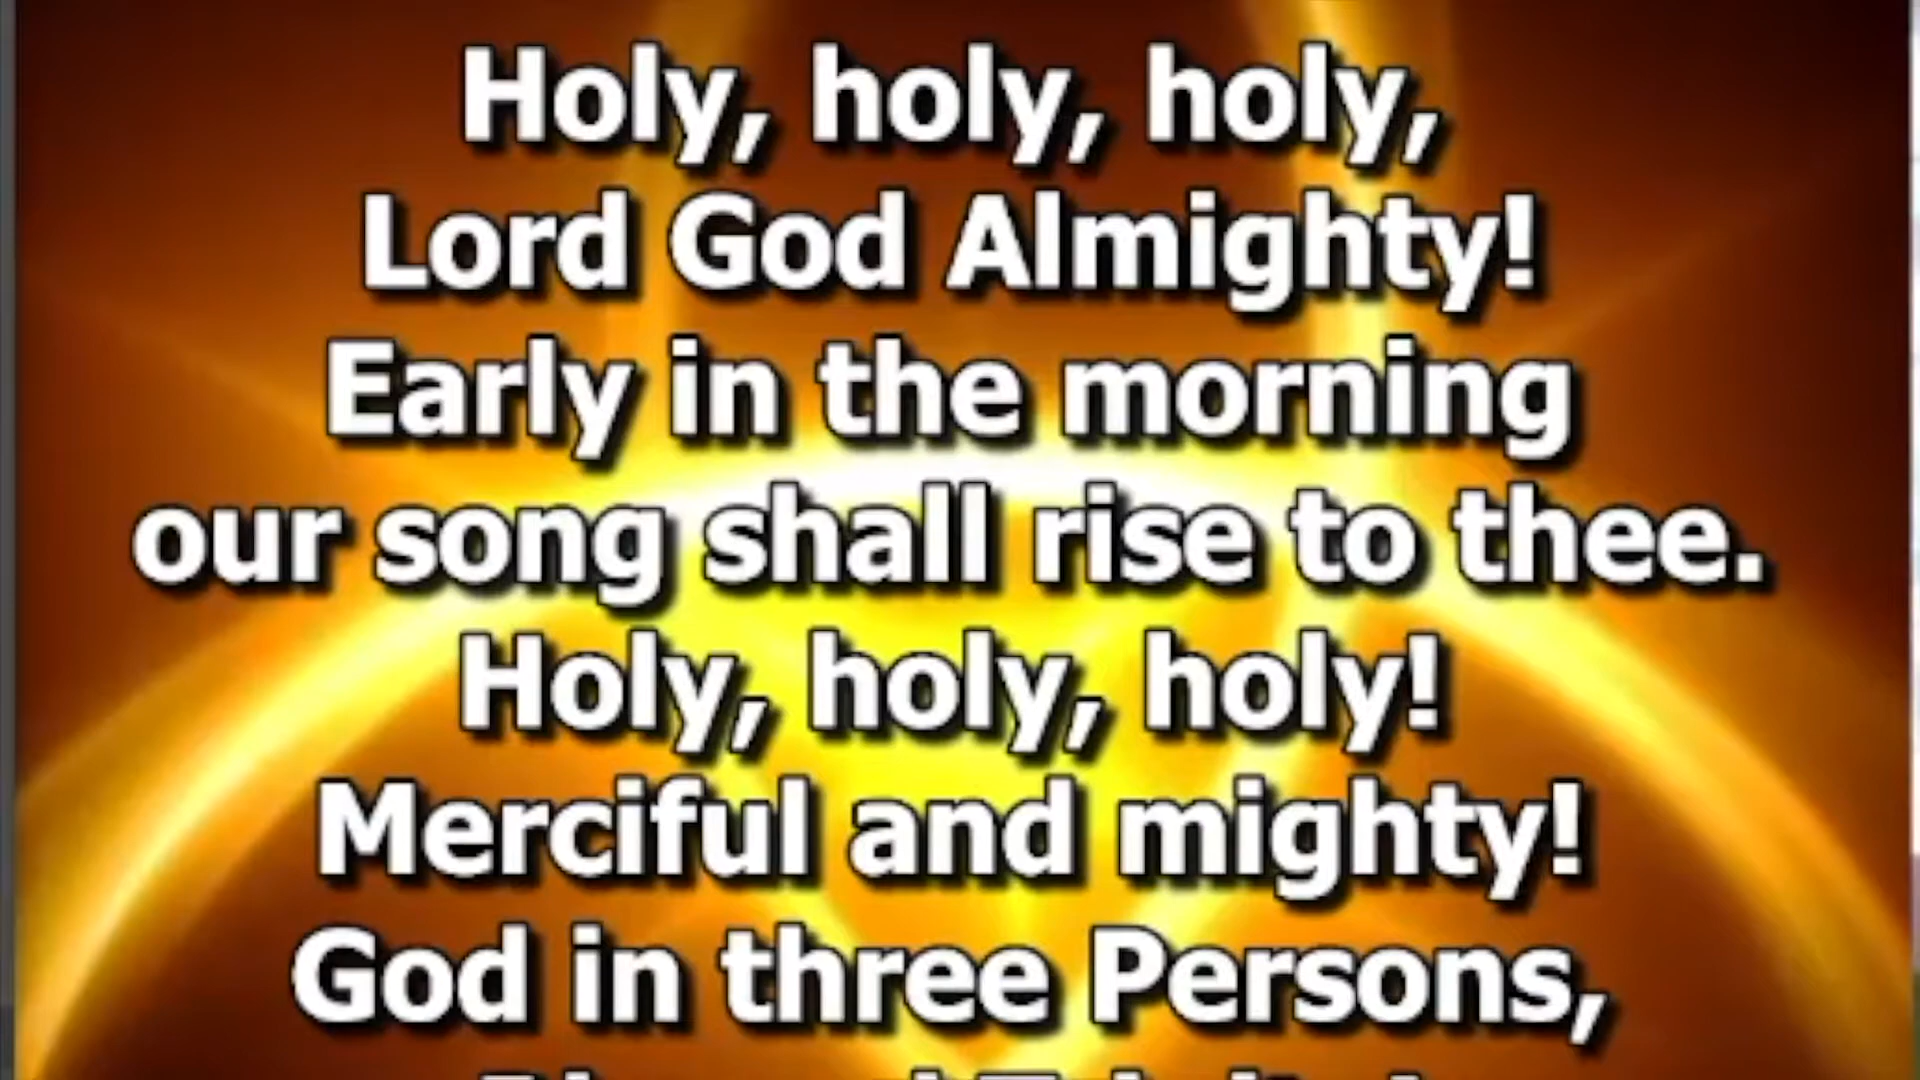 Holy, holy, holy,
Lord God Almighty!
Early in the morning
our song shall rise to thee.
Holy, holy, holy!
Merciful and mighty!
God in three Persons,